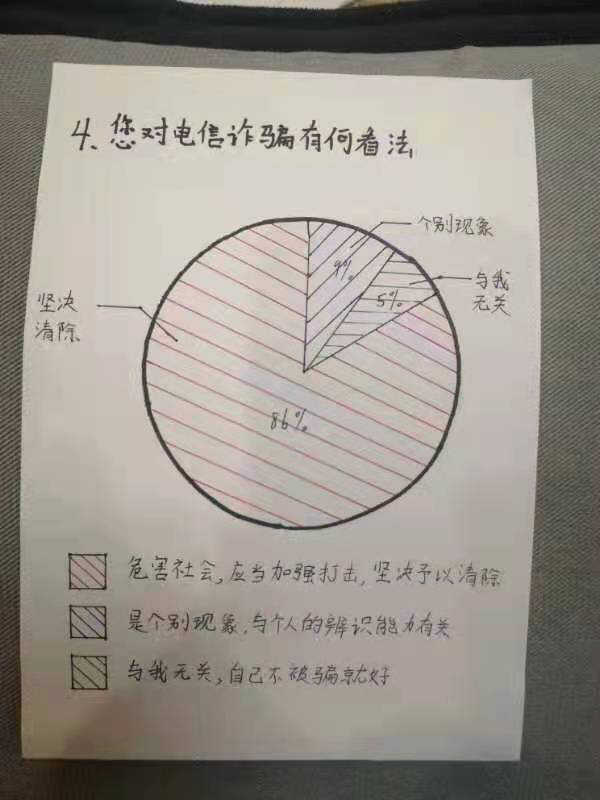 4、您对电信诈骗有何看法
个别现象
9%
与我
无关
5%
坚决
清除
86%
危害社会,应当加强打击,坚决予以清除
是个别现象,与个人的辨识能力有关
与我无关,自己不被骗就好